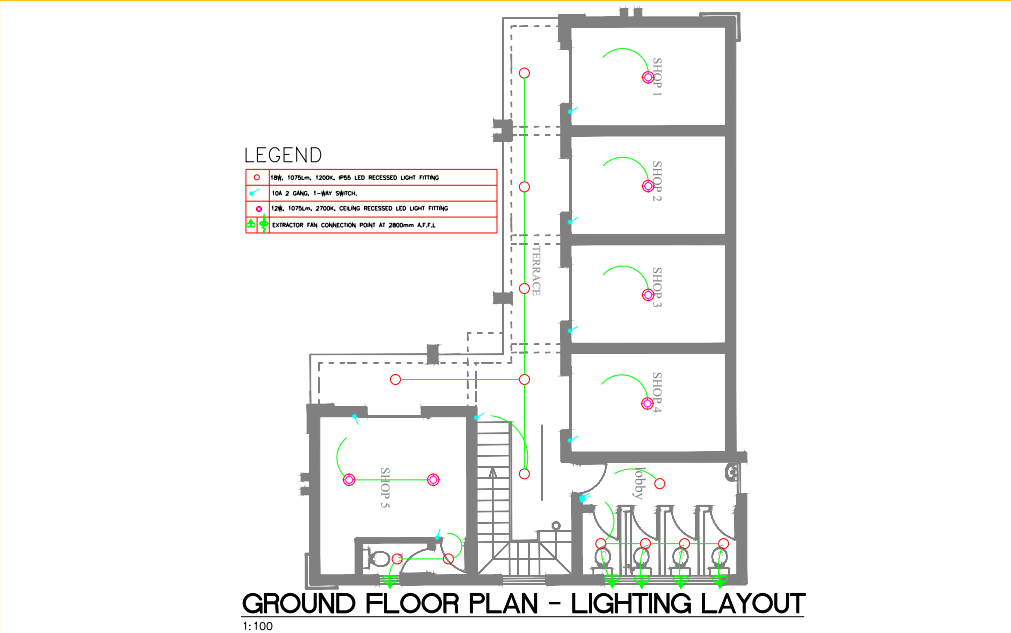 SHOP 1
SHOP 2
LEGEND
18W, 1075Lm, 1200K, IP55 LED RECESSED LIGHT FITTING
10A 2 GANG, 1-WAY SWITCH.
12W, 1075Lm, 2700K, CEILING RECESSED LED LIGHT FITTING
EXTRACTOR FAN CONNECTION POINT AT 2800mm A.F.F.L
TERRACE
SHOP 3
SHOP 4
SHOP 5
lobby
GROUND FLOOR PLAN - LIGHTING LAYOUT
1:100